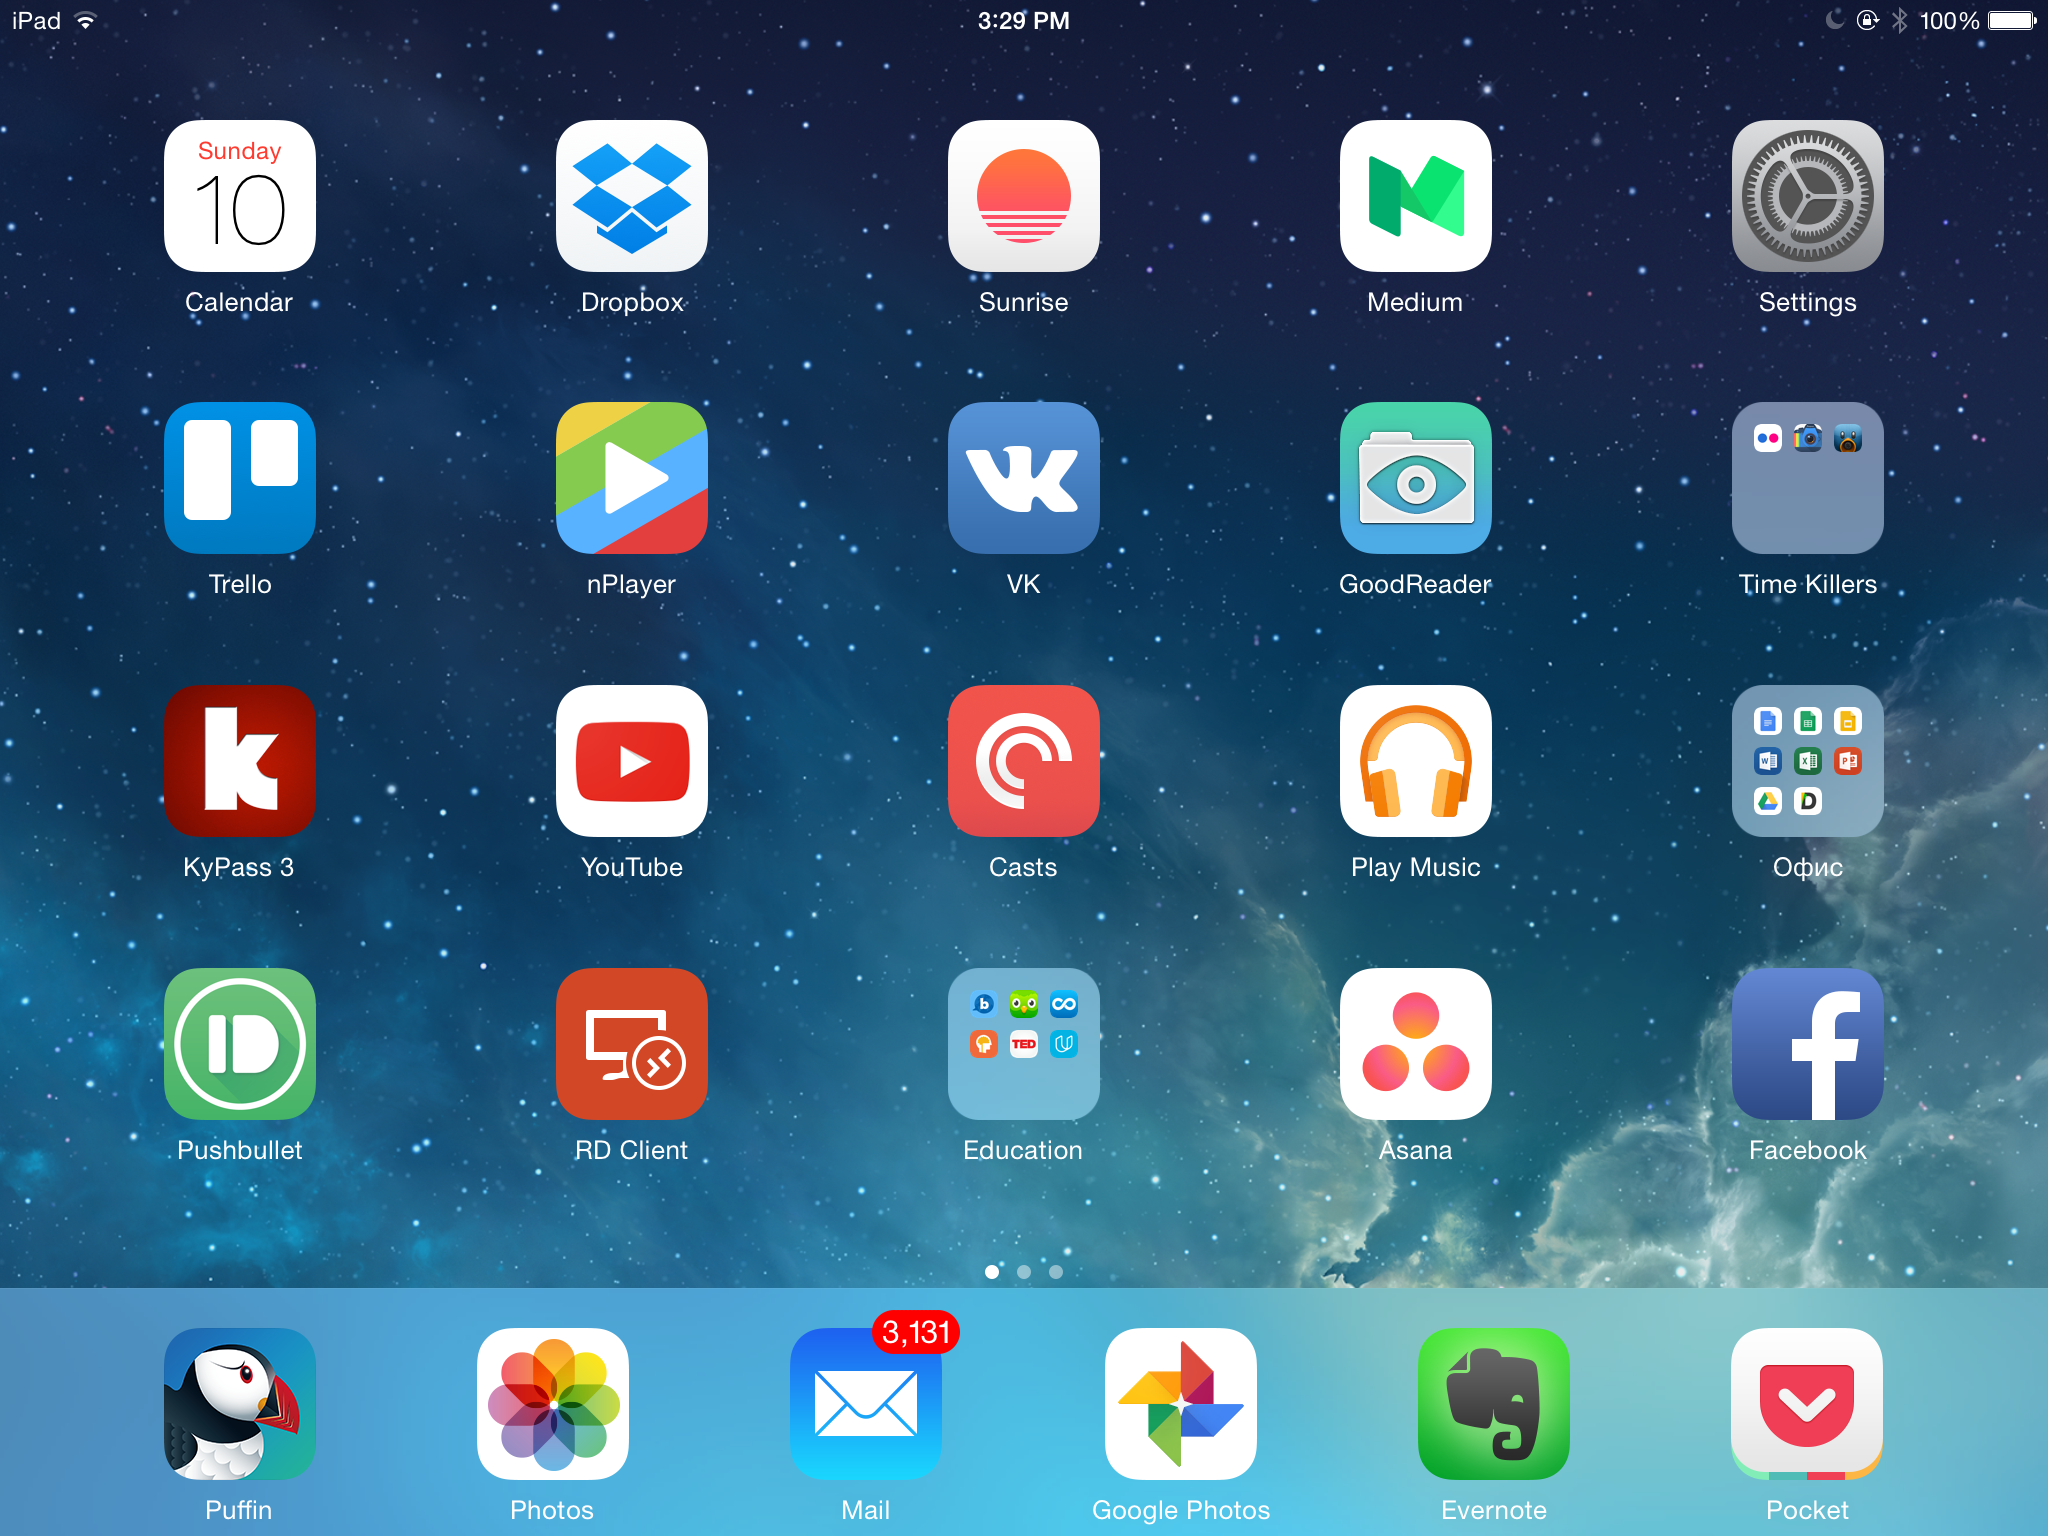 iPad 3:29 PM 100%
Sunday
10
Calendar Dropbox Sunrise Medium Settings
Trello nPlayer VK GoodReader Time Killers
KyPass 3 YouTube Casts Play Music Офис
TED
Pushbullet RD Client Education Asana Facebook
3,131
Puffin Photos Mail Google Photos Evernote Pocket